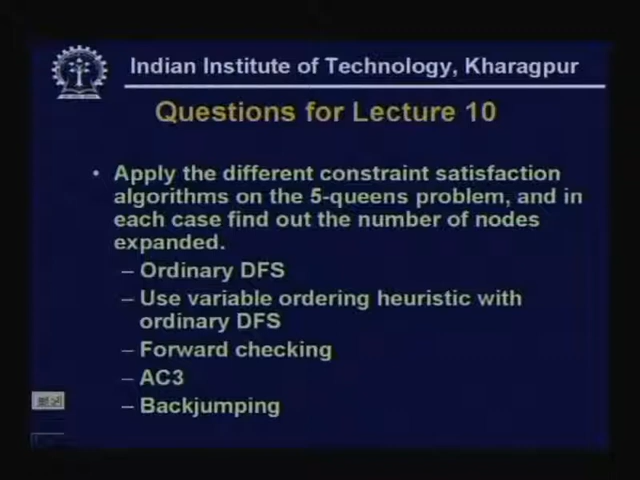 Indian Institute of Technology, Kharagpur
Questions for Lecture 10
• Apply the different constraint satisfaction
algorithms on the 5-queens problem, and in
each case find out the number of nodes
expanded.
– Ordinary DFS
– Use variable ordering heuristic with
ordinary DFS
– Forward checking
– AC3
– Backjumping